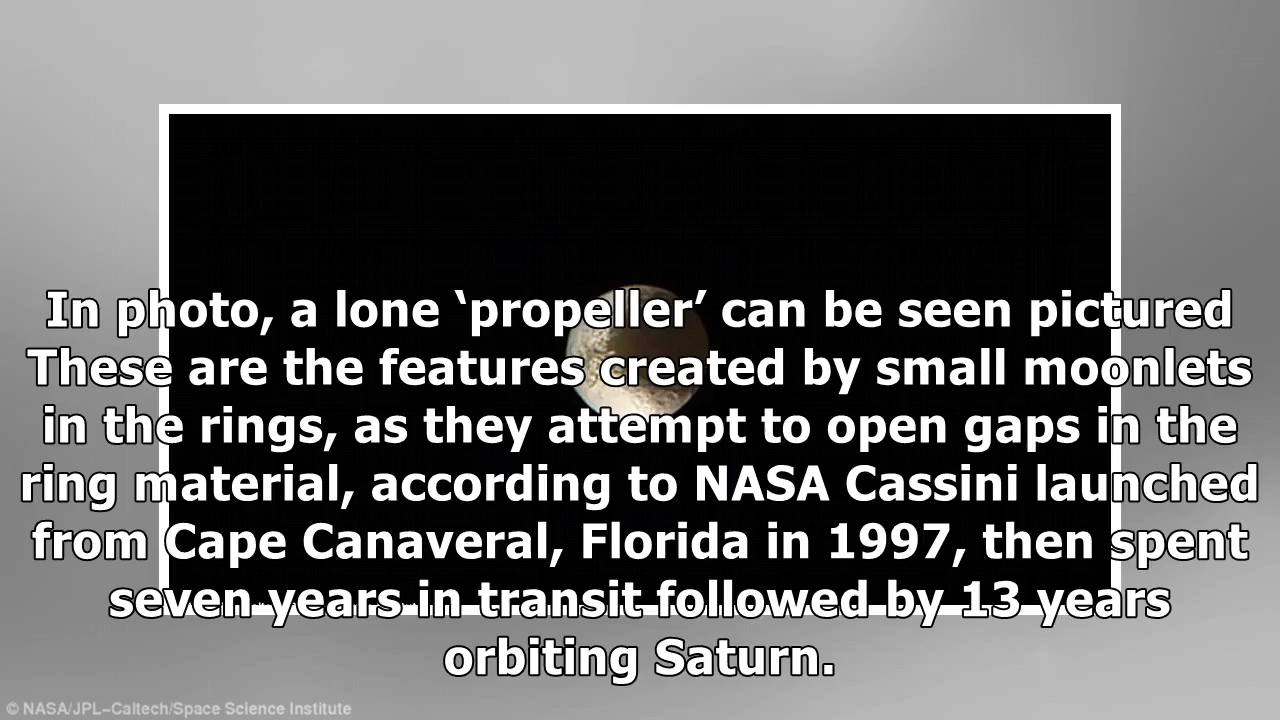 In photo, a lone ‘propeller’ can be seen pictured
These are the features created by small moonlets
in the rings, as they attempt to open gaps in the
ring material, according to NASA Cassini launched
from Cape Canaveral, Florida in 1997, then spent
seven years in transit followed by 13 years
orbiting Saturn.
© NASA/JPL–Caltech/Space Science Institute